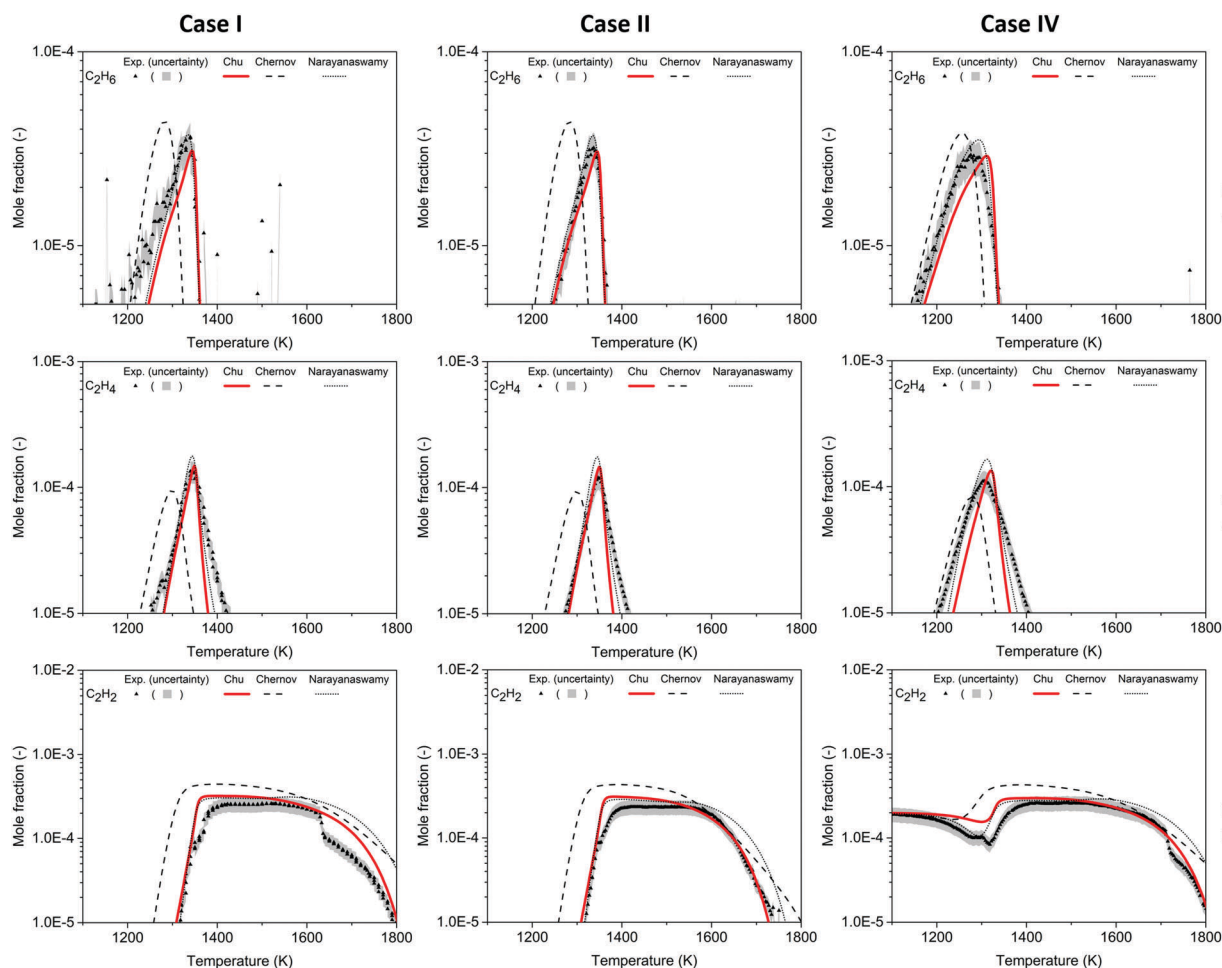 Case I
Case II
Case IV
1.0E-4
Exp. (uncertainty) Chu Chernov Narayanaswamy
C2H6 ( )
1.0E-5
Mole fraction (-)
1200 1400 1600 1800
Temperature (K)
1.0E-4
Exp. (uncertainty) Chu Chernov Narayanaswamy
C2H6 ( )
1.0E-5
Mole fraction (-)
1200 1400 1600 1800
Temperature (K)
1.0E-4
Exp. (uncertainty) Chu Chernov Narayanaswamy
C2H6 ( )
1.0E-5
Mole fraction (-)
1200 1400 1600 1800
Temperature (K)
1.0E-3
Exp. (uncertainty) Chu Chernov Narayanaswamy
C2H4 ( )
1.0E-4
1.0E-5
Mole fraction (-)
1200 1400 1600 1800
Temperature (K)
1.0E-3
Exp. (uncertainty) Chu Chernov Narayanaswamy
C2H4 ( )
1.0E-4
1.0E-5
Mole fraction (-)
1200 1400 1600 1800
Temperature (K)
1.0E-3
Exp. (uncertainty) Chu Chernov Narayanaswamy
C2H4 ( )
1.0E-4
1.0E-5
Mole fraction (-)
1200 1400 1600 1800
Temperature (K)
1.0E-2
Exp. (uncertainty) Chu Chernov Narayanaswamy
C2H2 ( )
1.0E-3
1.0E-4
1.0E-5
Mole fraction (-)
1200 1400 1600 1800
Temperature (K)
1.0E-2
Exp. (uncertainty) Chu Chernov Narayanaswamy
C2H2 ( )
1.0E-3
1.0E-4
1.0E-5
Mole fraction (-)
1200 1400 1600 1800
Temperature (K)
1.0E-2
Exp. (uncertainty) Chu Chernov Narayanaswamy
C2H2 ( )
1.0E-3
1.0E-4
1.0E-5
Mole fraction (-)
1200 1400 1600 1800
Temperature (K)